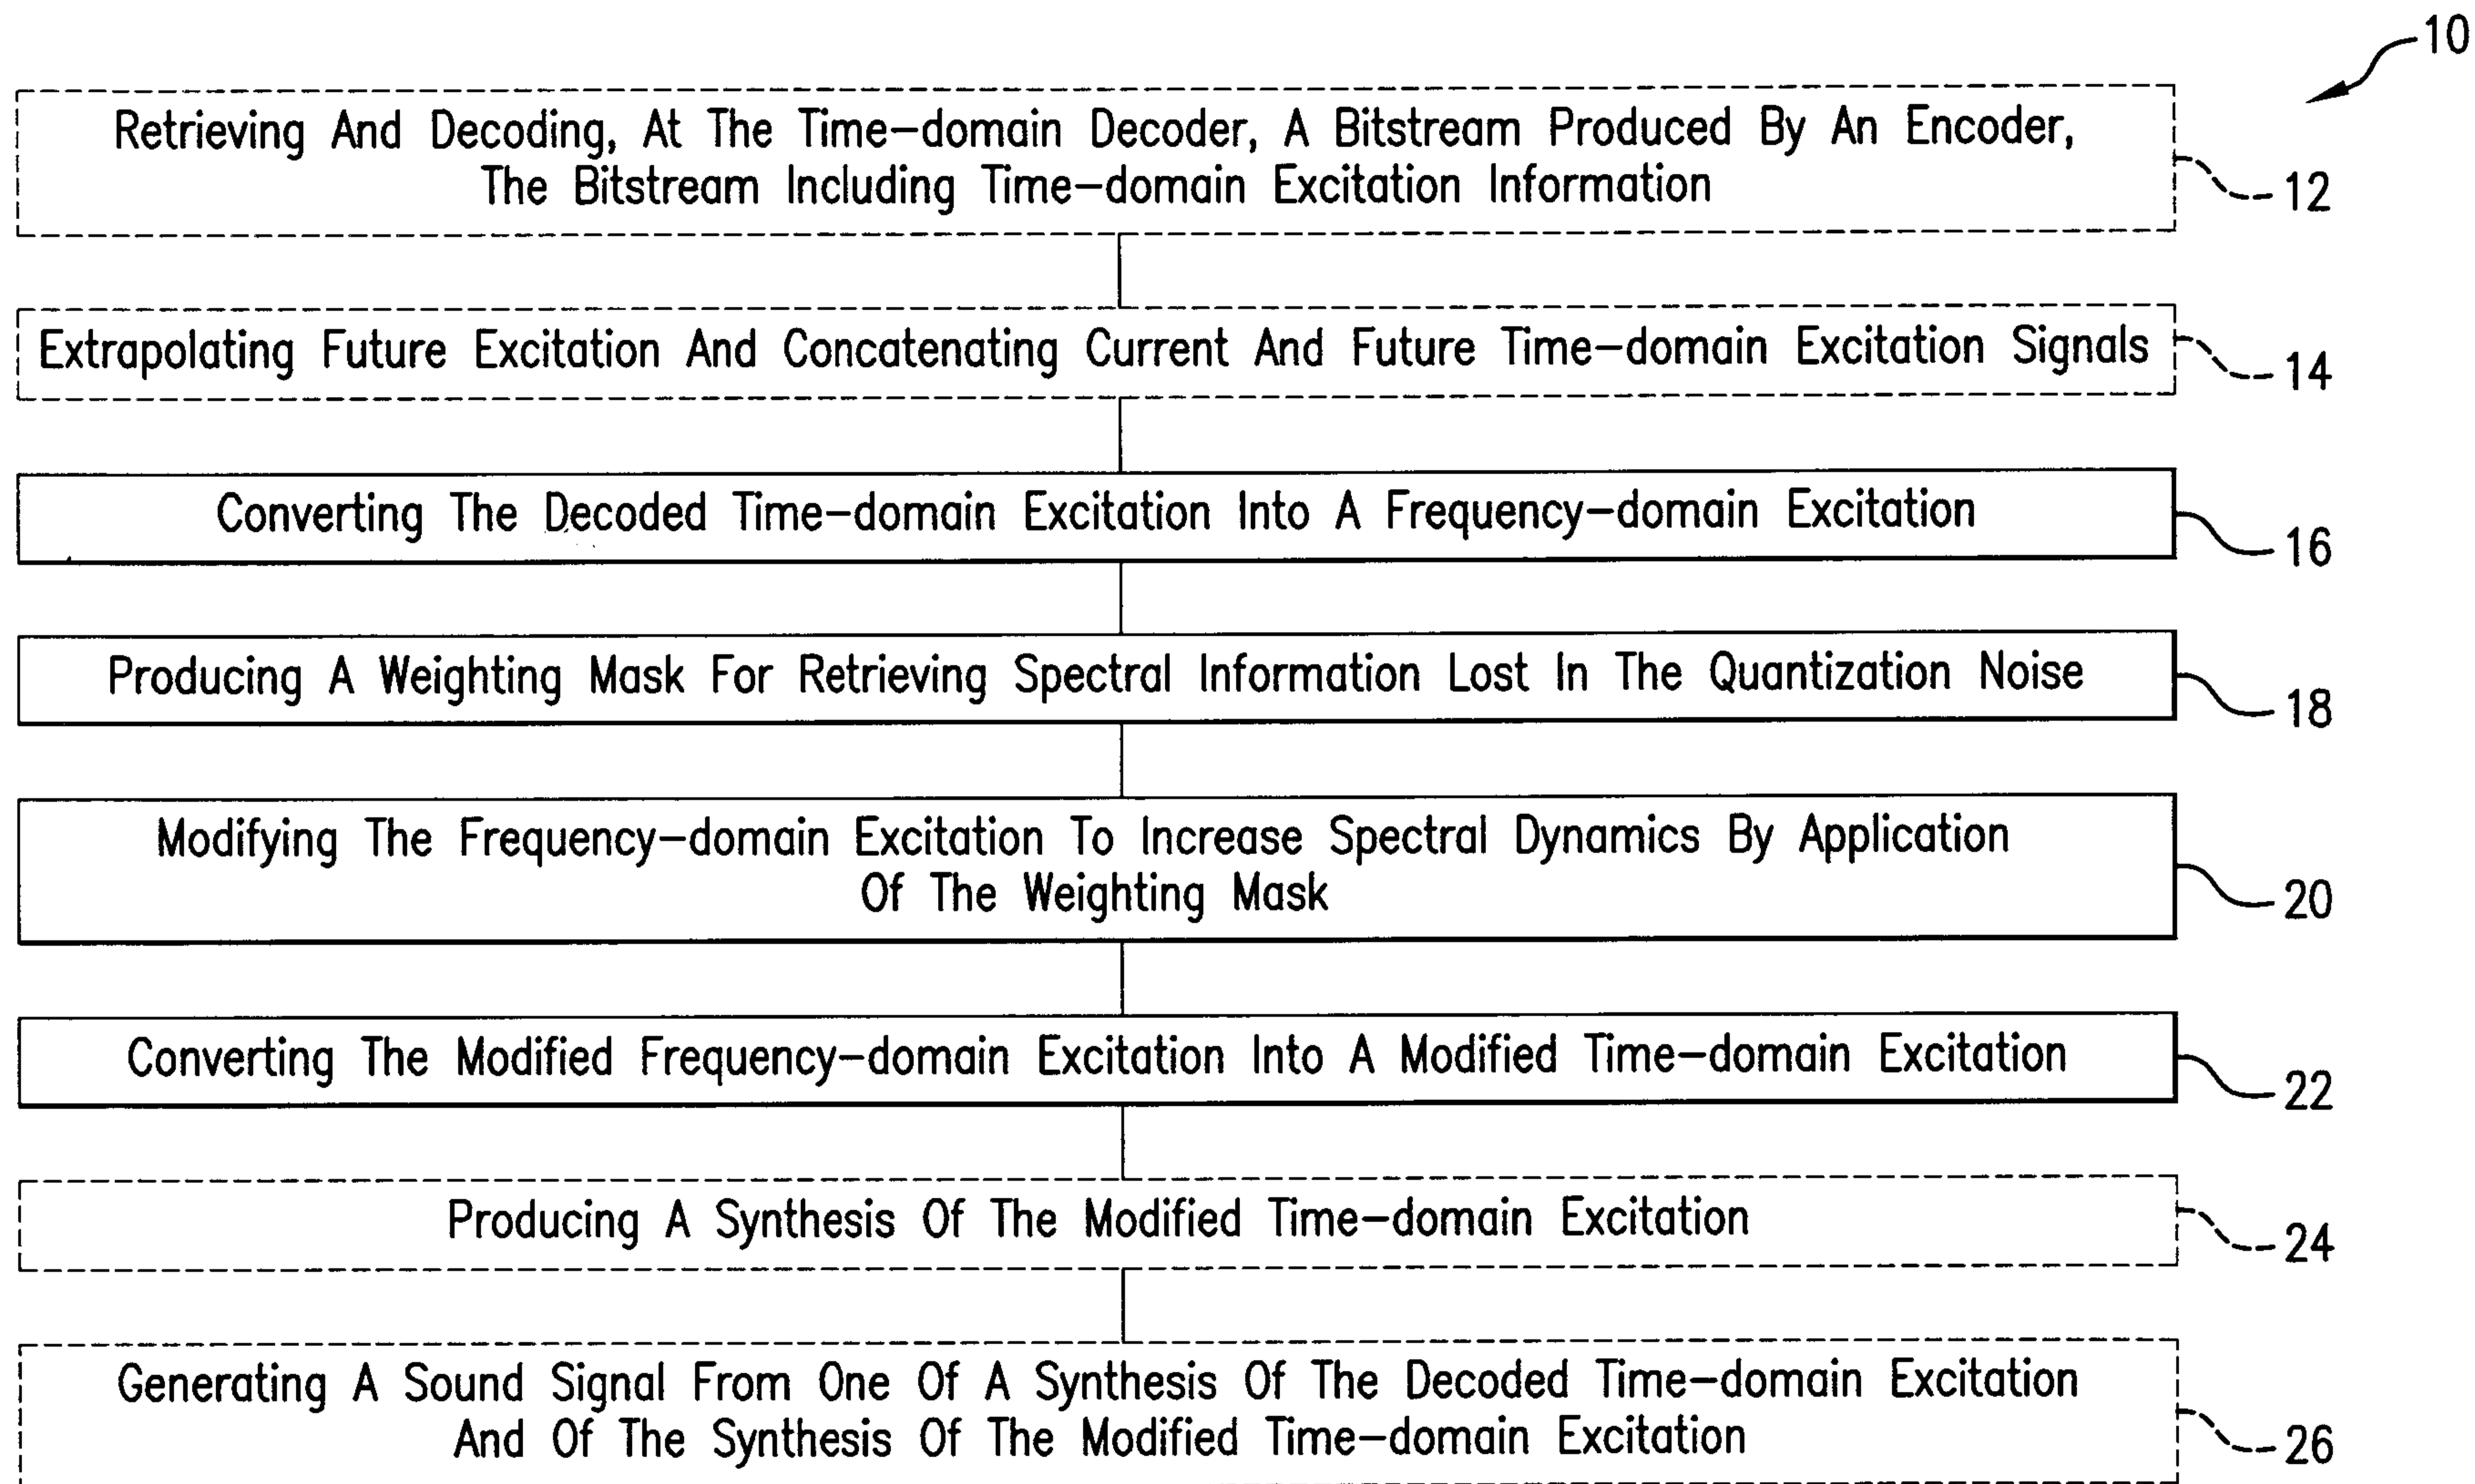 10
Retrieving And Decoding, At The Time-domain Decoder, A Bitstream Produced By An Encoder,
The Bitstream Including Time-domain Excitation Information
12
Extrapolating Future Excitation And Concatenating Current And Future Time-domain Excitation Signals
14
Converting The Decoded Time-domain Excitation Into A Frequency-domain Excitation
16
Producing A Weighting Mask For Retrieving Spectral Information Lost In The Quantization Noise
18
Modifying The Frequency-domain Excitation To Increase Spectral Dynamics By Application
Of The Weighting Mask
20
Converting The Modified Frequency-domain Excitation Into A Modified Time-domain Excitation
22
Producing A Synthesis Of The Modified Time-domain Excitation
24
Generating A Sound Signal From One Of A Synthesis Of The Decoded Time-domain Excitation
And Of The Synthesis Of The Modified Time-domain Excitation
26